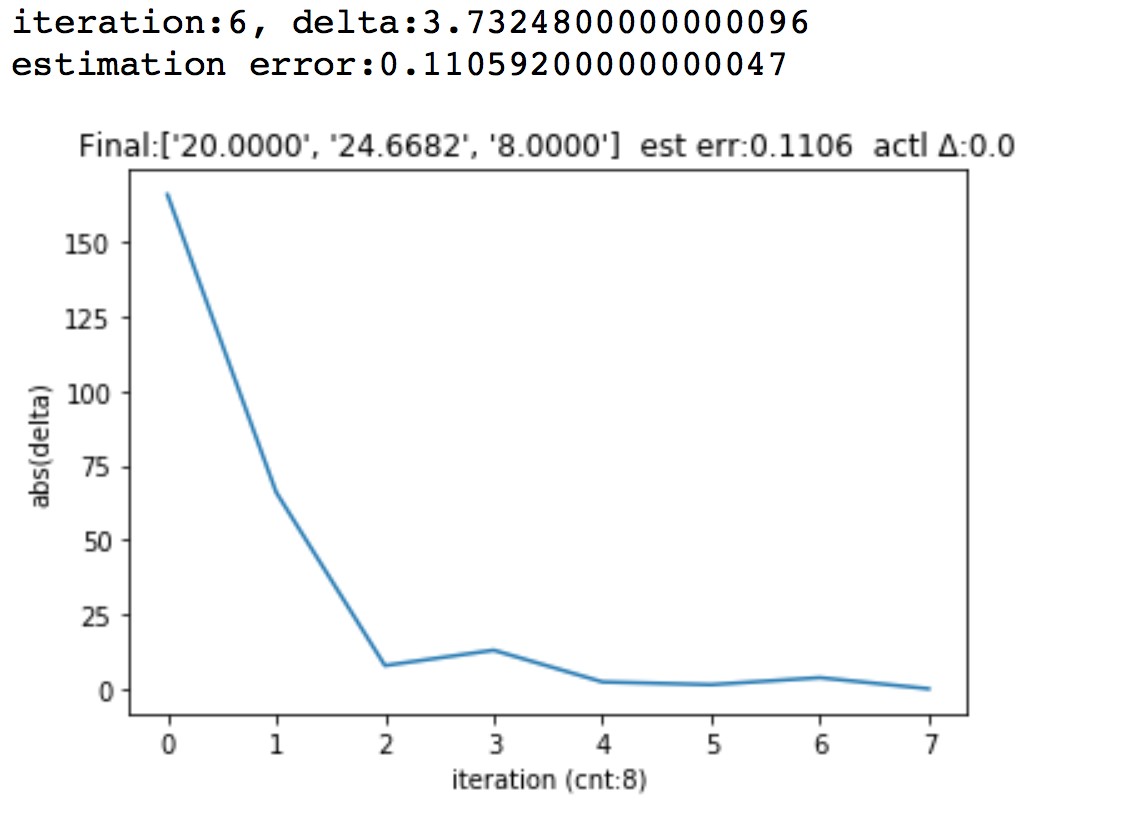 iteration:6, delta:3.7324800000000096
estimation error:0.11059200000000047
Final:['20.0000', '24.6682', '8.0000']  est err:0.1106  actl Δ:0.0
150
125
100
75
50
25
0
abs(delta)
0 1 2 3 4 5 6 7
iteration (cnt:8)